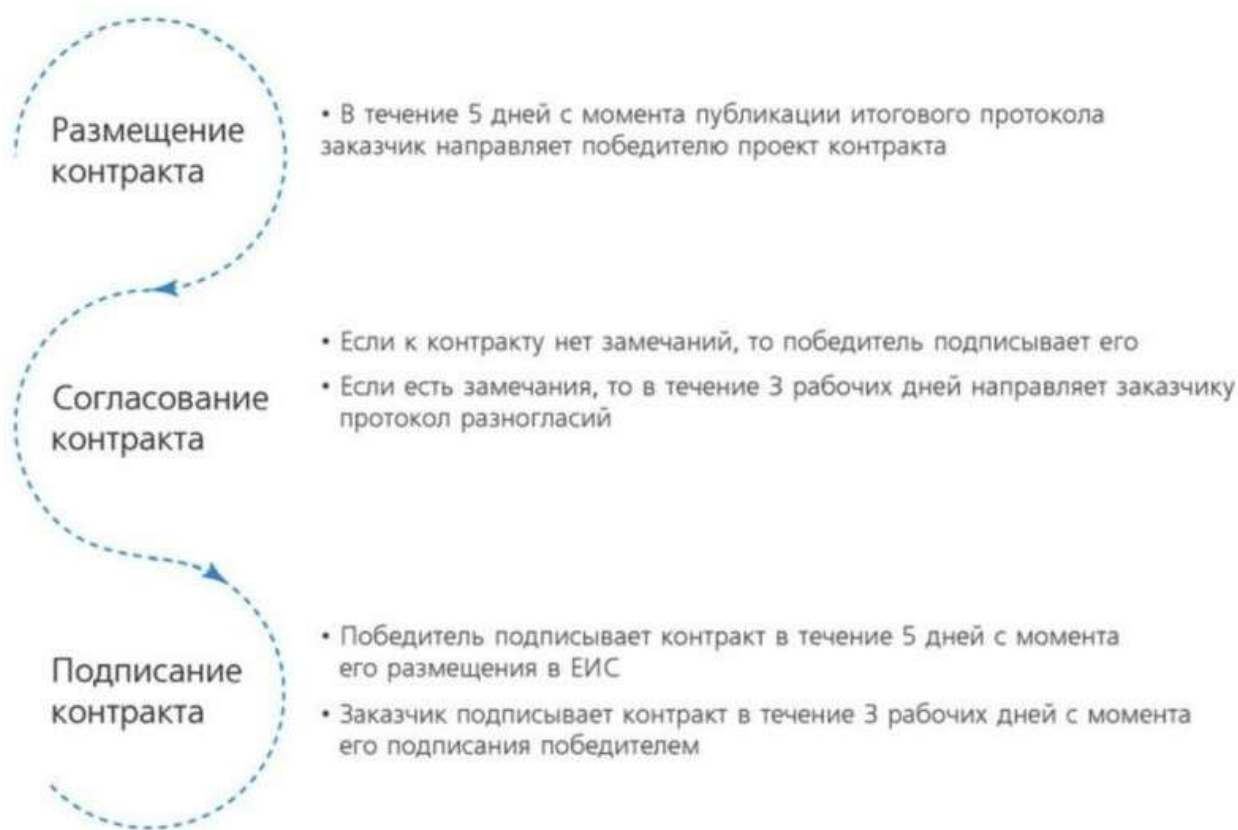 Размещение
контракта
• В течение 5 дней с момента публикации итогового протокола
заказчик направляет победителю проект контракта
Согласование
контракта
• Если к контракту нет замечаний, то победитель подписывает его
• Если есть замечания, то в течение 3 рабочих дней направляет заказчику
протокол разногласий
Подписание
контракта
• Победитель подписывает контракт в течение 5 дней с момента
его размещения в ЕИС
• Заказчик подписывает контракт в течение 3 рабочих дней с момента
его подписания победителем